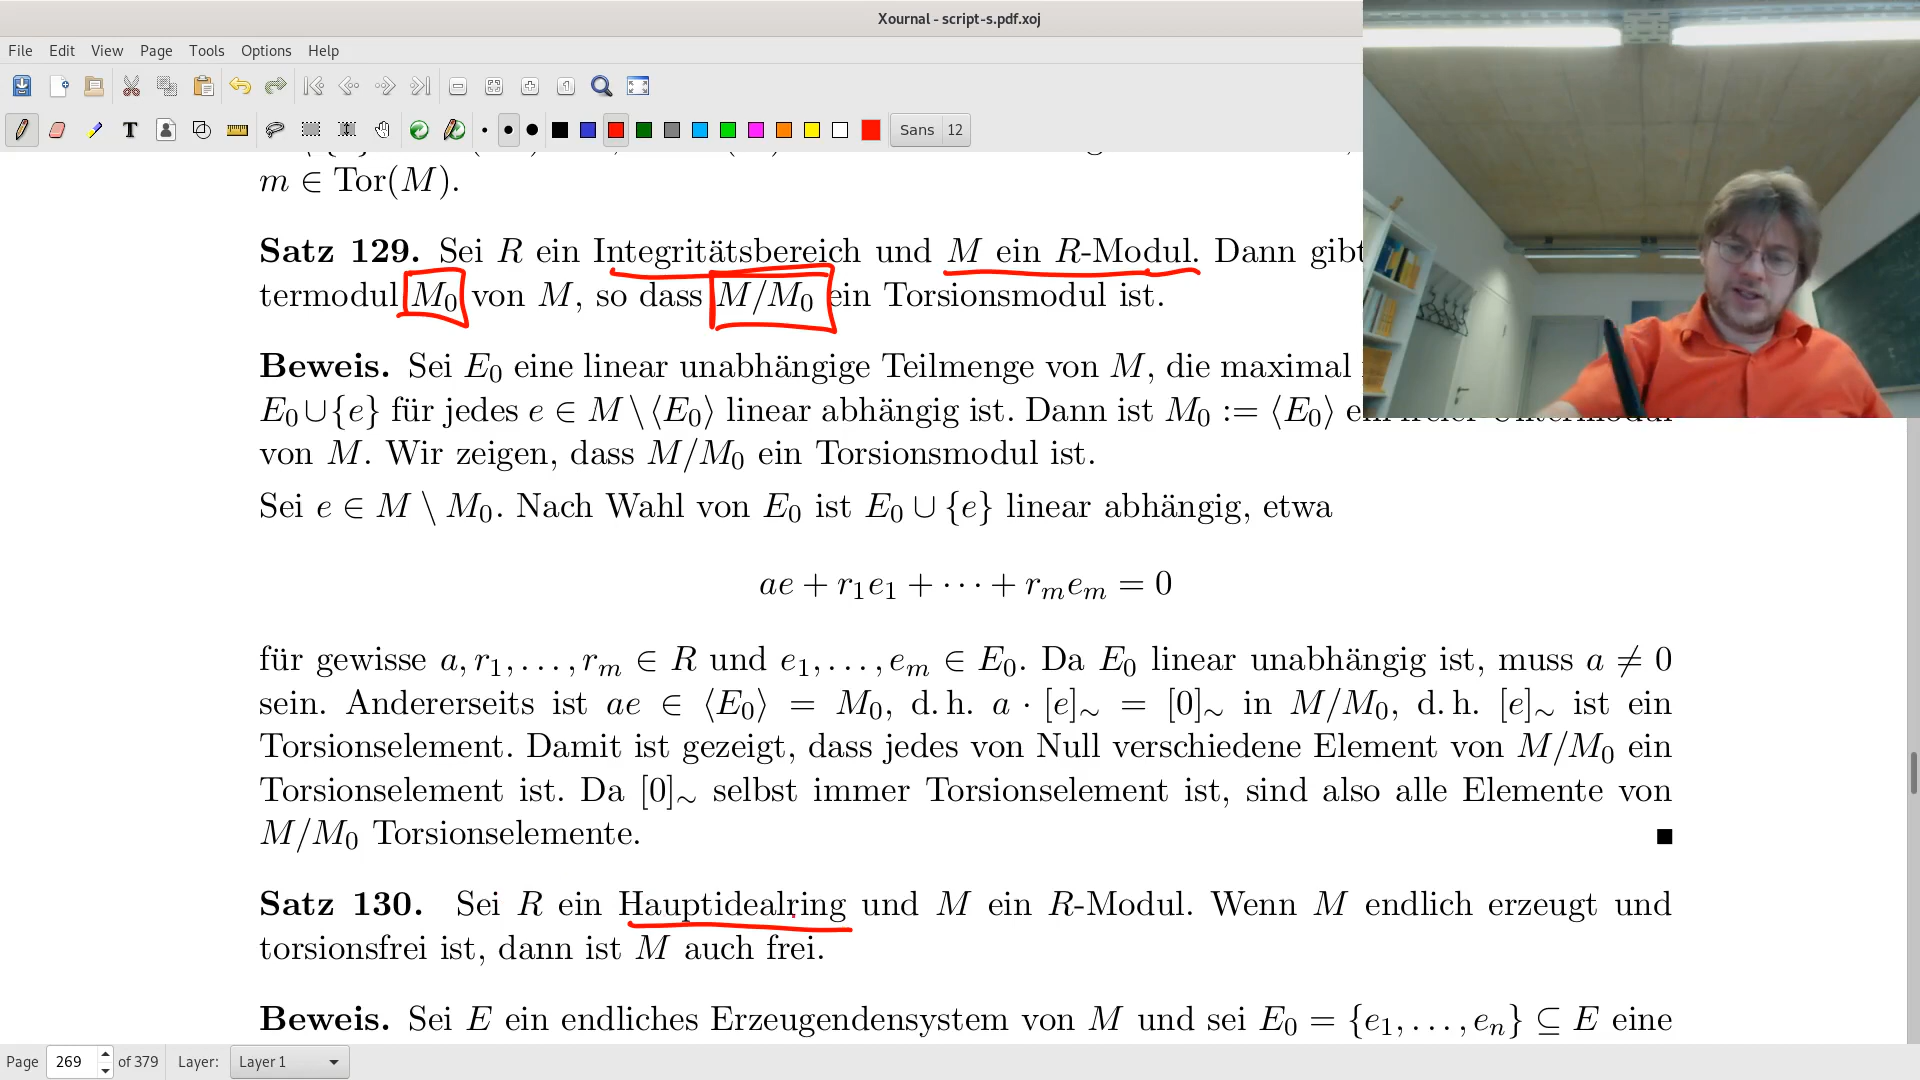 Xournal - script-s.pdf.xoj
File Edit View Page Tools Options Help
Sans 12
m ∈ Tor(M).
Satz 129. Sei R ein Integritätsbereich und M ein R-Modul. Dann gibt
termodul M₀ von M, so dass M/M₀ ein Torsionsmodul ist.
Beweis. Sei E₀ eine linear unabhängige Teilmenge von M, die maximal
E₀∪{e} für jedes e ∈ M∖⟨E₀⟩ linear abhängig ist. Dann ist M₀ := ⟨E₀⟩ ein freier Untermodul
von M. Wir zeigen, dass M/M₀ ein Torsionsmodul ist.
Sei e ∈ M ∖ M₀. Nach Wahl von E₀ ist E₀ ∪ {e} linear abhängig, etwa
ae + r₁e₁ + ··· + rₘeₘ = 0
für gewisse a, r₁, . . . , rₘ ∈ R und e₁, . . . , eₘ ∈ E₀. Da E₀ linear unabhängig ist, muss a ≠ 0
sein. Andererseits ist ae ∈ ⟨E₀⟩ = M₀, d. h. a · [e]∼ = [0]∼ in M/M₀, d. h. [e]∼ ist ein
Torsionselement. Damit ist gezeigt, dass jedes von Null verschiedene Element von M/M₀ ein
Torsionselement ist. Da [0]∼ selbst immer Torsionselement ist, sind also alle Elemente von
M/M₀ Torsionselemente. ■
Satz 130. Sei R ein Hauptidealring und M ein R-Modul. Wenn M endlich erzeugt und
torsionsfrei ist, dann ist M auch frei.
Beweis. Sei E ein endliches Erzeugendensystem von M und sei E₀ = {e₁, . . . , eₙ} ⊆ E eine
Page 269 of 379 Layer: Layer 1